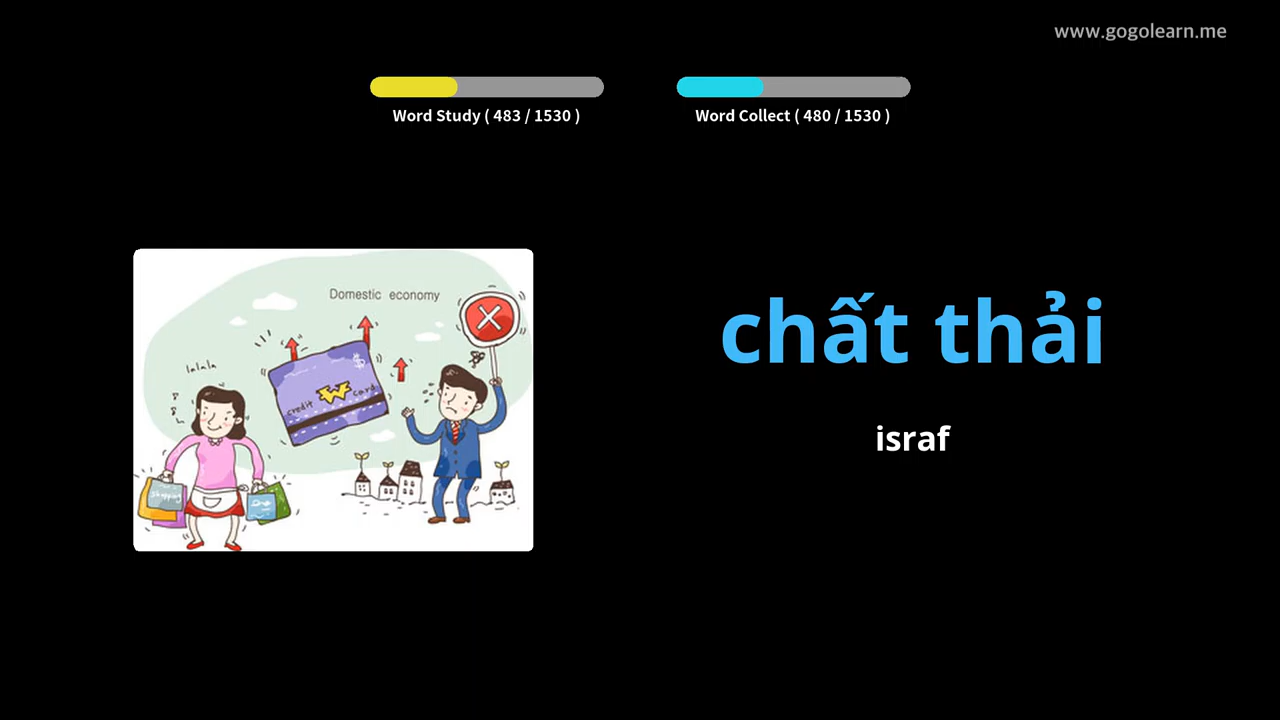 www.gogolearn.me
Word Study ( 483 / 1530 )
Word Collect ( 480 / 1530 )
Domestic economy
lalala
credit card
W
$
shopping
chất thải
israf